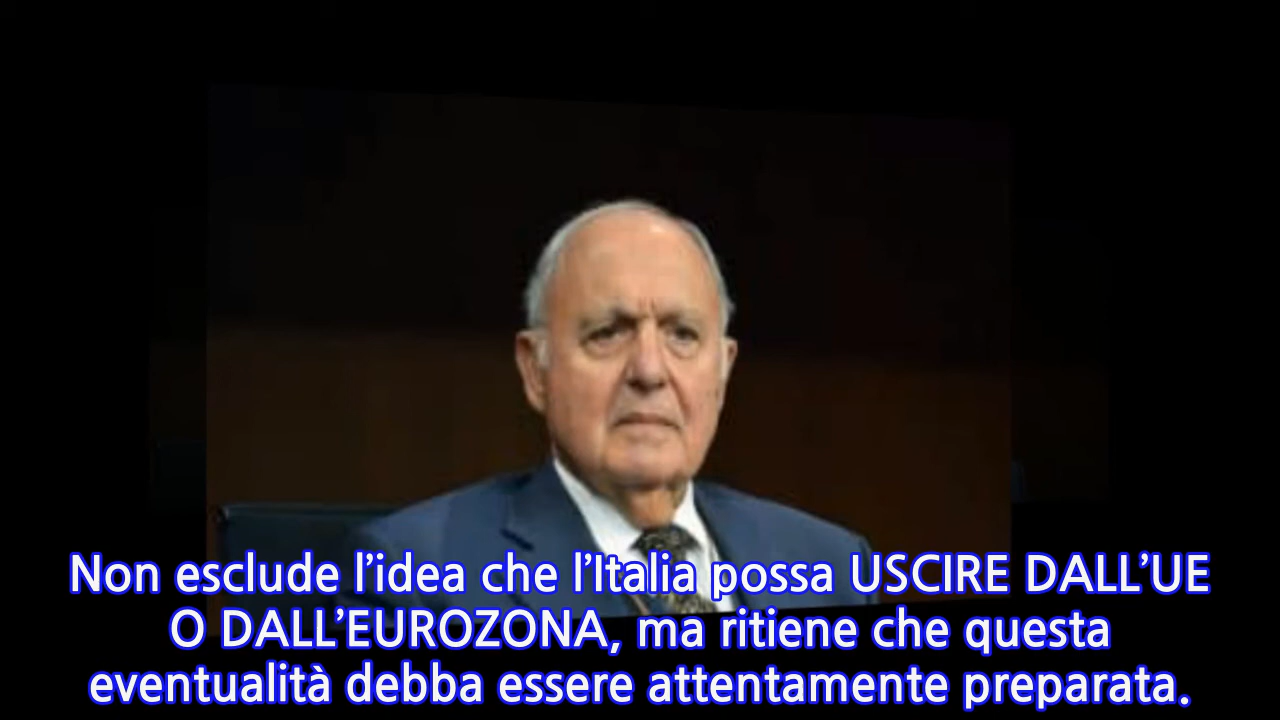 Non esclude l’idea che l’Italia possa USCIRE DALL’UE
O DALL’EUROZONA, ma ritiene che questa
eventualità debba essere attentamente preparata.